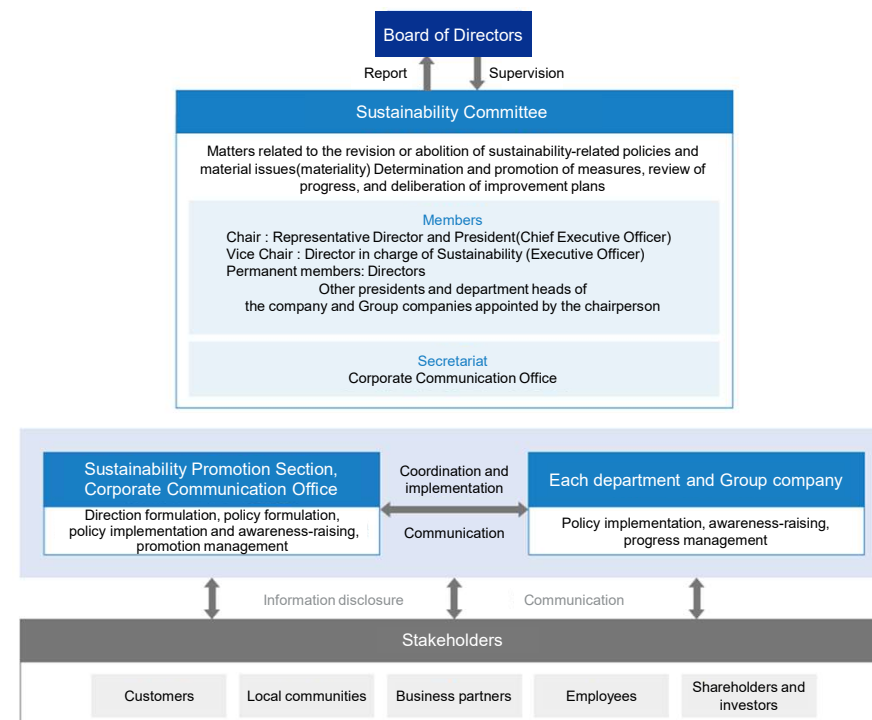 Board of Directors
Report
Supervision
Sustainability Committee
Matters related to the revision or abolition of sustainability-related policies and
material issues(materiality) Determination and promotion of measures, review of
progress, and deliberation of improvement plans
Members
Chair : Representative Director and President(Chief Executive Officer)
Vice Chair : Director in charge of Sustainability (Executive Officer)
Permanent members: Directors
Other presidents and department heads of
the company and Group companies appointed by the chairperson
Secretariat
Corporate Communication Office
Sustainability Promotion Section,
Corporate Communication Office
Direction formulation, policy formulation,
policy implementation and awareness-raising,
promotion management
Coordination and
implementation
Communication
Each department and Group company
Policy implementation, awareness-raising,
progress management
Information disclosure
Communication
Stakeholders
Customers
Local communities
Business partners
Employees
Shareholders and
investors